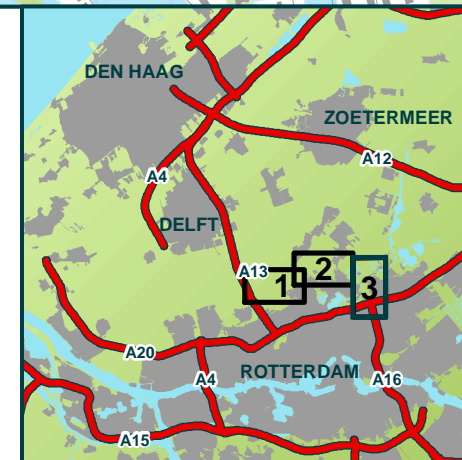 DEN HAAG
ZOETERMEER
A12
A4
DELFT
A13
2
1
3
A20
ROTTERDAM
A4
A16
A15